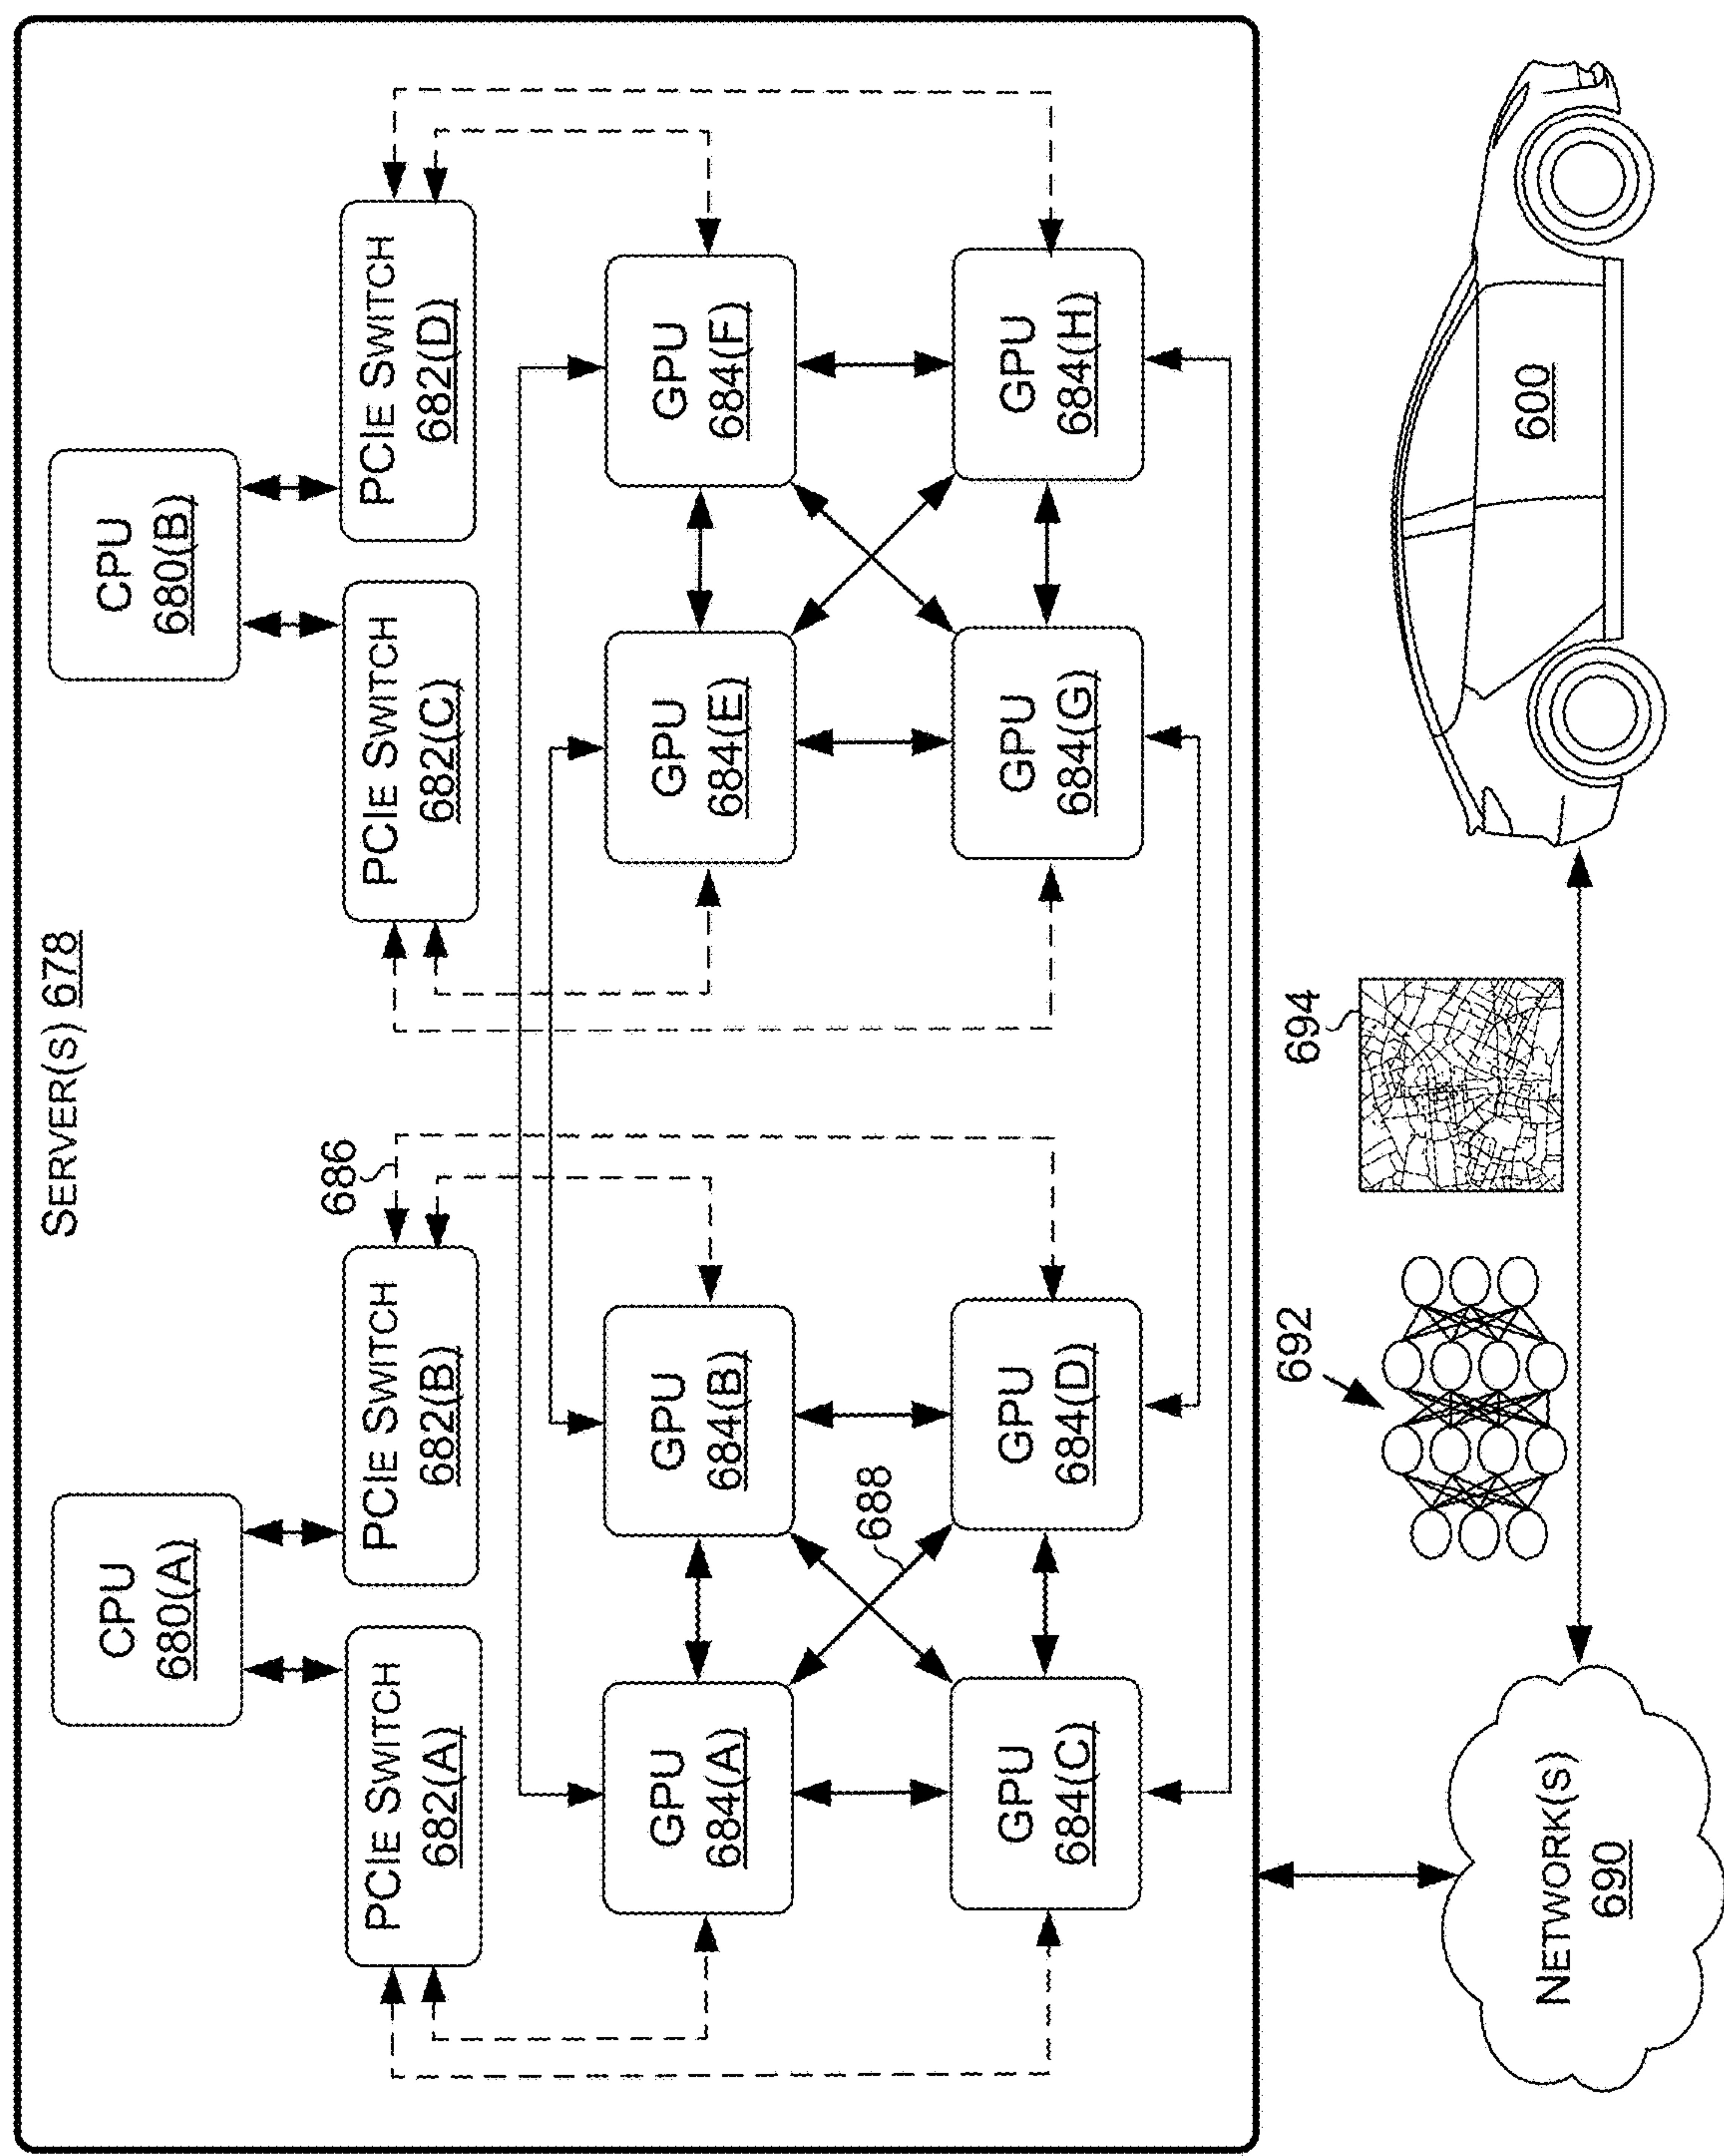 SERVER(S) 678
CPU
680(A)
CPU
680(B)
PCIE SWITCH
682(A)
PCIE SWITCH
682(B)
686
PCIE SWITCH
682(C)
PCIE SWITCH
682(D)
GPU
684(A)
GPU
684(B)
GPU
684(E)
GPU
684(F)
688
GPU
684(C)
GPU
684(D)
GPU
684(G)
GPU
684(H)
692
694
NETWORK(S)
690
600